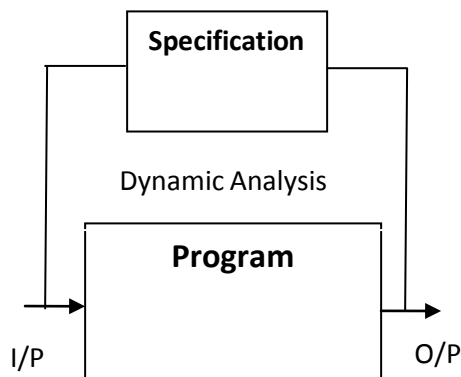 Specification
Dynamic Analysis
Program
I/P
O/P